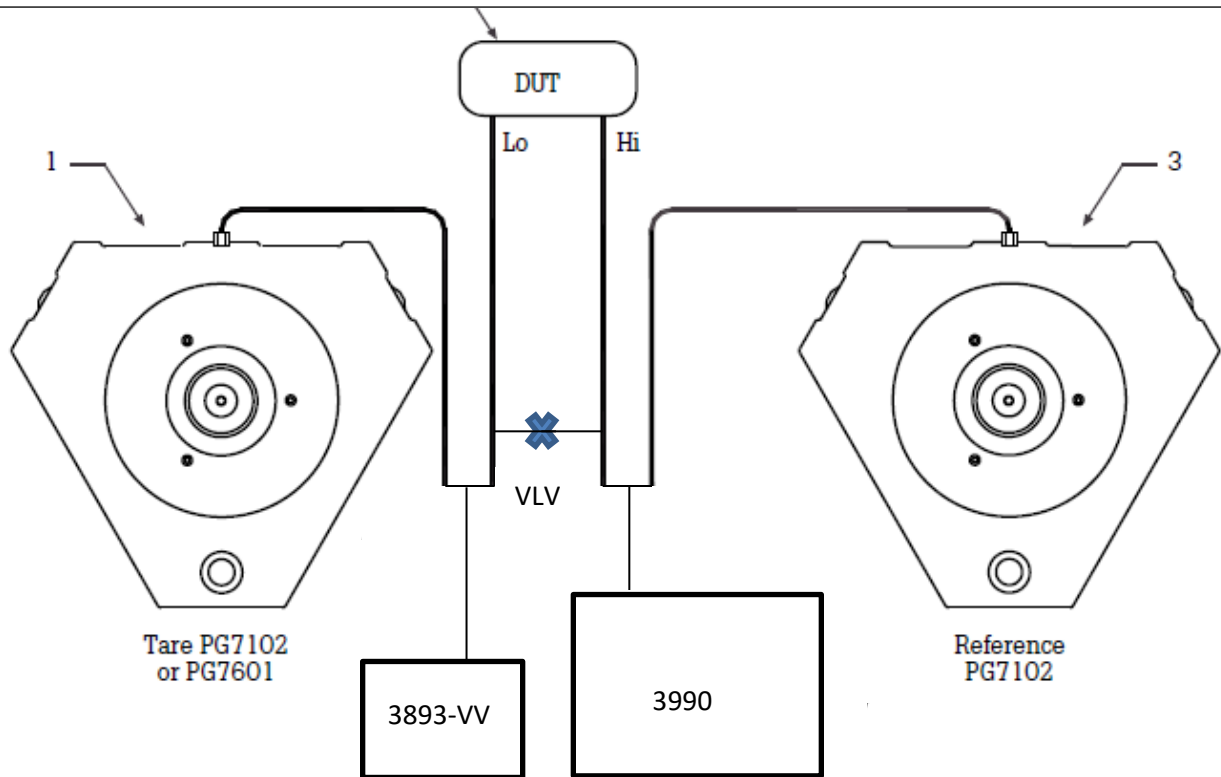 DUT
Lo
Hi
1
3
VLV
Tare PG7102
or PG7601
Reference
PG7102
3893-VV
3990